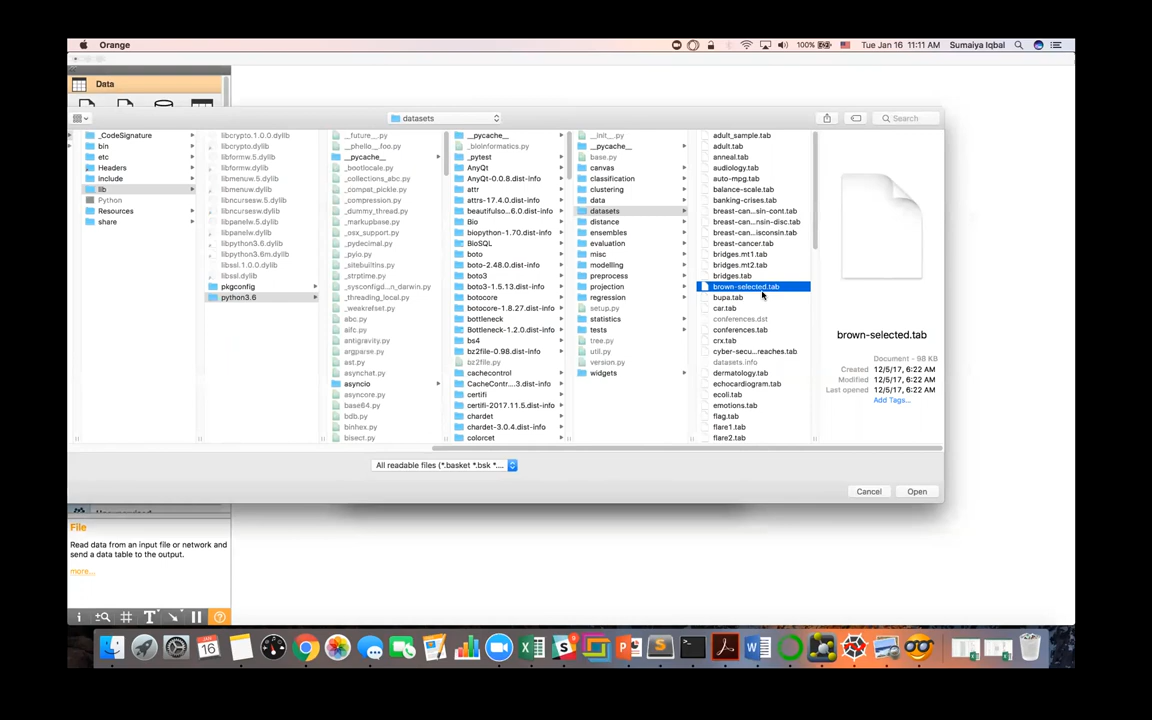 Orange
100%
Tue Jan 16 11:11 AM
Sumaiya Iqbal
Data
datasets
Search
_CodeSignature
bin
etc
Headers
Include
lib
Python
Resources
share
libcrypto.1.0.0.dylib
libcrypto.dylib
libformw.5.dylib
libformw.dylib
libmenuw.5.dylib
libmenuw.dylib
libncursesw.5.dylib
libncursesw.dylib
libpanelw.5.dylib
libpanelw.dylib
libpython3.6.dylib
libpython3.6m.dylib
libssl.1.0.0.dylib
libssl.dylib
pkgconfig
python3.6
__future__.py
__phello__.foo.py
__pycache__
_bootlocale.py
_collections_abc.py
_compat_pickle.py
_compression.py
_dummy_thread.py
_markupbase.py
_osx_support.py
_pydecimal.py
_pyio.py
_sitebuiltins.py
_strptime.py
_sysconfigd...n_darwin.py
_threading_local.py
_weakrefset.py
abc.py
aifc.py
antigravity.py
argparse.py
ast.py
asynchat.py
asyncio
asyncore.py
base64.py
bdb.py
binhex.py
bisect.py
__pycache__
_bioinformatics.py
_pytest
AnyQt
AnyQt-0.0.8.dist-info
attr
attrs-17.4.0.dist-info
beautifulso...6.0.dist-info
biopython-1.70.dist-info
Bio
BioSQL
boto
boto-2.48.0.dist-info
boto3
boto3-1.5.13.dist-info
botocore
botocore-1.8.27.dist-info
bottleneck
Bottleneck-1.2.0.dist-info
bs4
bz2file-0.98.dist-info
bz2file.py
cachecontrol
CacheContr....3.dist-info
certifi
certifi-2017.11.5.dist-info
chardet
chardet-3.0.4.dist-info
colorcet
__init__.py
__pycache__
base.py
canvas
classification
clustering
data
datasets
distance
ensembles
evaluation
misc
modelling
preprocess
projection
regression
setup.py
statistics
tests
tree.py
util.py
version.py
widgets
adult_sample.tab
adult.tab
anneal.tab
audiology.tab
auto-mpg.tab
balance-scale.tab
banking-crises.tab
breast-can...sin-cont.tab
breast-can...nsin-disc.tab
breast-can...isconsin.tab
breast-cancer.tab
bridges.mt1.tab
bridges.mt2.tab
bridges.tab
brown-selected.tab
bupa.tab
car.tab
conferences.dst
conferences.tab
crx.tab
cyber-secu...reaches.tab
datasets.info
dermatology.tab
echocardiogram.tab
ecoli.tab
emotions.tab
flag.tab
flare1.tab
flare2.tab
brown-selected.tab
Document - 98 KB
Created 12/5/17, 6:22 AM
Modified 12/5/17, 6:22 AM
Last opened 12/5/17, 6:22 AM
Add Tags...
All readable files (*.basket *.bsk *....
Cancel
Open
File
Read data from an input file or network and
send a data table to the output.
more...
JAN
16